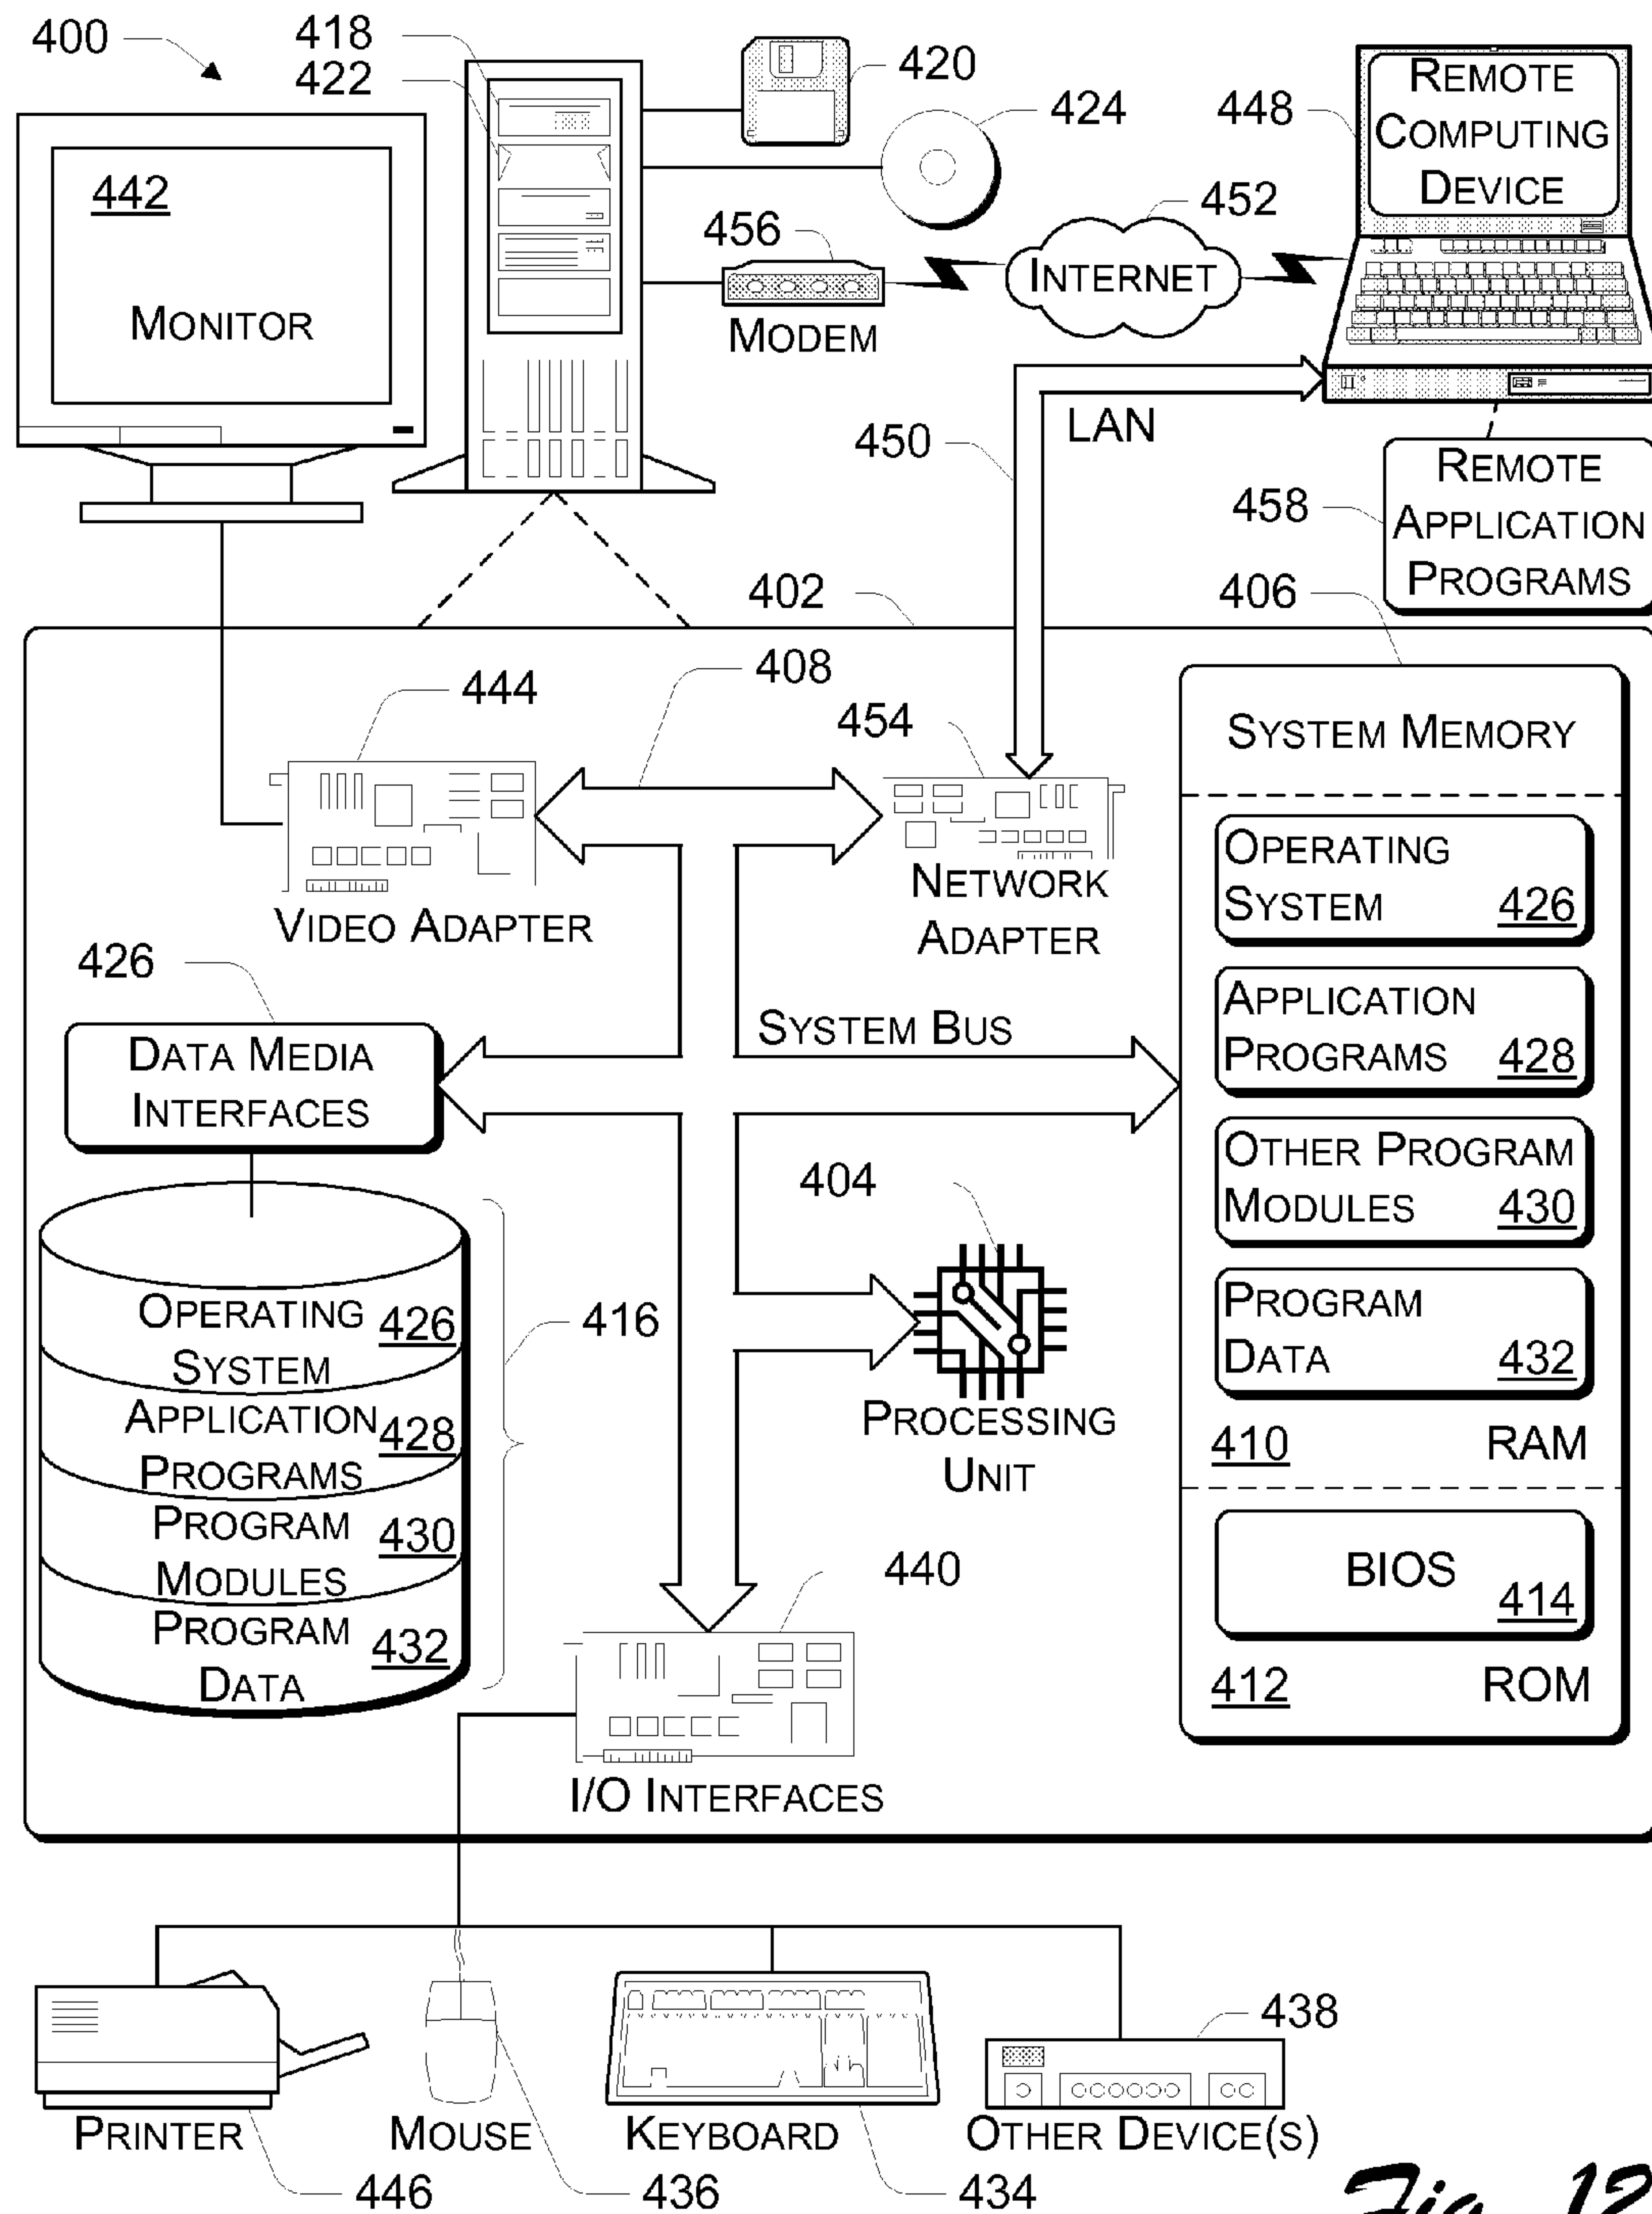 400
418
422
420
424
448
REMOTE
COMPUTING
DEVICE
442
MONITOR
456
MODEM
452
INTERNET
450
LAN
458
REMOTE
APPLICATION
PROGRAMS
402
406
444
408
454
VIDEO ADAPTER
NETWORK
ADAPTER
426
DATA MEDIA
INTERFACES
SYSTEM BUS
SYSTEM MEMORY
OPERATING
SYSTEM 426
APPLICATION
PROGRAMS 428
OTHER PROGRAM
MODULES 430
PROGRAM
DATA 432
410 RAM
BIOS
414
412 ROM
404
PROCESSING
UNIT
416
OPERATING 426
SYSTEM
APPLICATION 428
PROGRAMS
PROGRAM 430
MODULES
PROGRAM 432
DATA
440
I/O INTERFACES
438
PRINTER
MOUSE
KEYBOARD
OTHER DEVICE(S)
446
436
434
Fig. 12